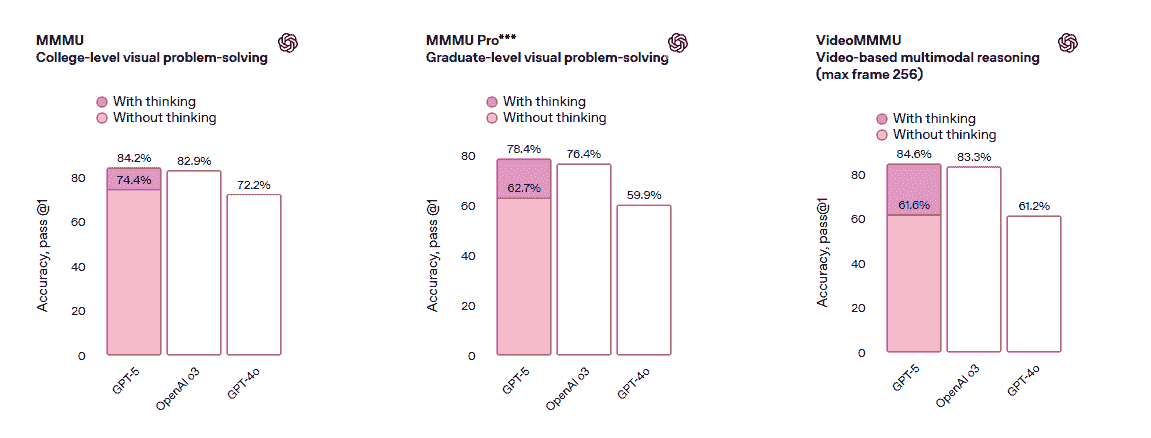 MMMU
College-level visual problem-solving
With thinking
Without thinking
84.2%
82.9%
74.4%
72.2%
80
60
40
20
0
Accuracy, pass @1
GPT-5
OpenAI o3
GPT-4o
MMMU Pro***
Graduate-level visual problem-solving
With thinking
Without thinking
78.4%
76.4%
62.7%
59.9%
80
60
40
20
0
Accuracy, pass @1
GPT-5
OpenAI o3
GPT-4o
VideoMMMU
Video-based multimodal reasoning
(max frame 256)
With thinking
Without thinking
84.6%
83.3%
61.6%
61.2%
80
60
40
20
0
Accuracy, pass@1
GPT-5
OpenAI o3
GPT-4o